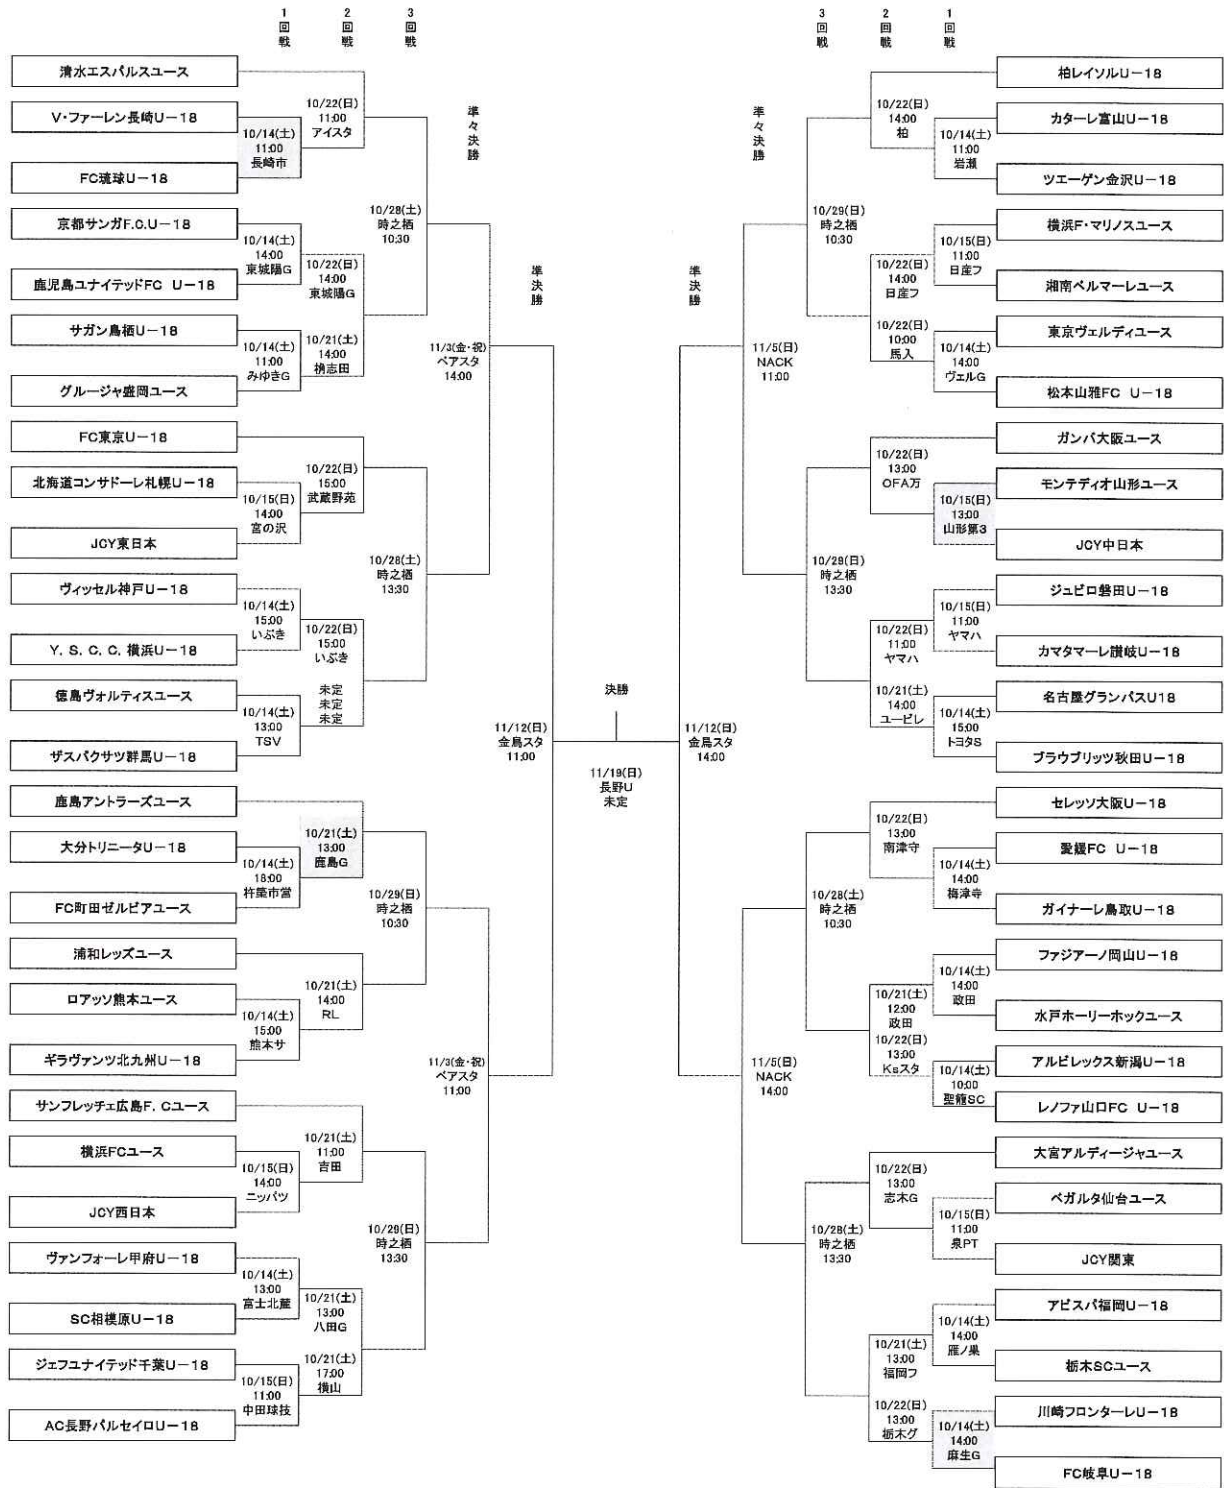 1回戦
2回戦
3回戦
準々決勝
準決勝
清水エスパルスユース
V・ファーレン長崎U-18
FC琉球U-18
京都サンガF.C.U-18
鹿児島ユナイテッドFC U-18
サガン鳥栖U-18
グルージャ盛岡ユース
FC東京U-18
北海道コンサドーレ札幌U-18
JCY東日本
ヴィッセル神戸U-18
Y.S.C.C.横浜U-18
徳島ヴォルティスユース
ザスパクサツ群馬U-18
鹿島アントラーズユース
大分トリニータU-18
FC町田ゼルビアユース
浦和レッズユース
ロアッソ熊本ユース
ギラヴァンツ北九州U-18
サンフレッチェ広島F.Cユース
横浜FCユース
JCY西日本
ヴァンフォーレ甲府U-18
SC相模原U-18
ジェフユナイテッド千葉U-18
AC長野パルセイロU-18
10/14(土)
11:00
長崎市
10/14(土)
14:00
東城陽G
10/14(土)
11:00
みゆきG
10/15(日)
14:00
宮の沢
10/14(土)
15:00
いぶき
10/14(土)
13:00
TSV
10/14(土)
18:00
杵築市営
10/14(土)
15:00
熊本サ
10/15(日)
14:00
ニッパツ
10/14(土)
13:00
富士北麓
10/15(日)
11:00
中田球技
10/22(日)
11:00
アイスタ
10/22(日)
14:00
東城陽G
10/21(土)
14:00
桷志田
10/22(日)
15:00
武蔵野苑
10/22(日)
15:00
いぶき
未定
未定
未定
10/21(土)
13:00
鹿島G
10/21(土)
14:00
RL
10/21(土)
11:00
吉田
10/21(土)
13:00
八田G
10/21(土)
17:00
横山
10/28(土)
時之栖
10:30
10/28(土)
時之栖
13:30
10/29(日)
時之栖
10:30
10/29(日)
時之栖
13:30
11/3(金・祝)
ベアスタ
14:00
11/3(金・祝)
ベアスタ
11:00
11/12(日)
金鳥スタ
11:00
決勝
11/19(日)
長野U
未定
11/12(日)
金鳥スタ
14:00
3回戦
2回戦
1回戦
準々決勝
準決勝
11/5(日)
NACK
11:00
11/5(日)
NACK
14:00
10/29(日)
時之栖
10:30
10/29(日)
時之栖
13:30
10/28(土)
時之栖
10:30
10/28(土)
時之栖
13:30
10/22(日)
14:00
柏
10/22(日)
14:00
日産フ
10/22(日)
10:00
馬入
10/22(日)
13:00
OFA万
10/22(日)
11:00
ヤマハ
10/21(土)
14:00
ユービレ
10/22(日)
13:00
南津守
10/21(土)
12:00
政田
10/22(日)
13:00
Ksスタ
10/22(日)
13:00
志木G
10/21(土)
13:00
福岡フ
10/22(日)
13:00
栃木グ
10/14(土)
11:00
岩瀬
10/15(日)
11:00
日産フ
10/14(土)
14:00
ヴェルG
10/15(日)
13:00
山形第3
10/15(日)
11:00
ヤマハ
10/14(土)
15:00
トヨタS
10/14(土)
14:00
梅津寺
10/14(土)
14:00
政田
10/14(土)
10:00
聖籠SC
10/15(日)
11:00
泉PT
10/14(土)
14:00
雁ノ巣
10/14(土)
14:00
麻生G
柏レイソルU-18
カターレ富山U-18
ツエーゲン金沢U-18
横浜F・マリノスユース
湘南ベルマーレユース
東京ヴェルディユース
松本山雅FC U-18
ガンバ大阪ユース
モンテディオ山形ユース
JCY中日本
ジュビロ磐田U-18
カマタマーレ讃岐U-18
名古屋グランパスU18
ブラウブリッツ秋田U-18
セレッソ大阪U-18
愛媛FC U-18
ガイナーレ鳥取U-18
ファジアーノ岡山U-18
水戸ホーリーホックユース
アルビレックス新潟U-18
レノファ山口FC U-18
大宮アルディージャユース
ベガルタ仙台ユース
JCY関東
アビスパ福岡U-18
栃木SCユース
川崎フロンターレU-18
FC岐阜U-18